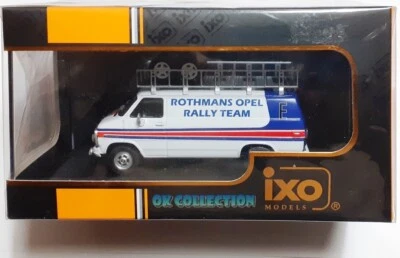 ROTHMANS OPEL
RALLY TEAM
OK COLLECTION
ixo
MODELS ®